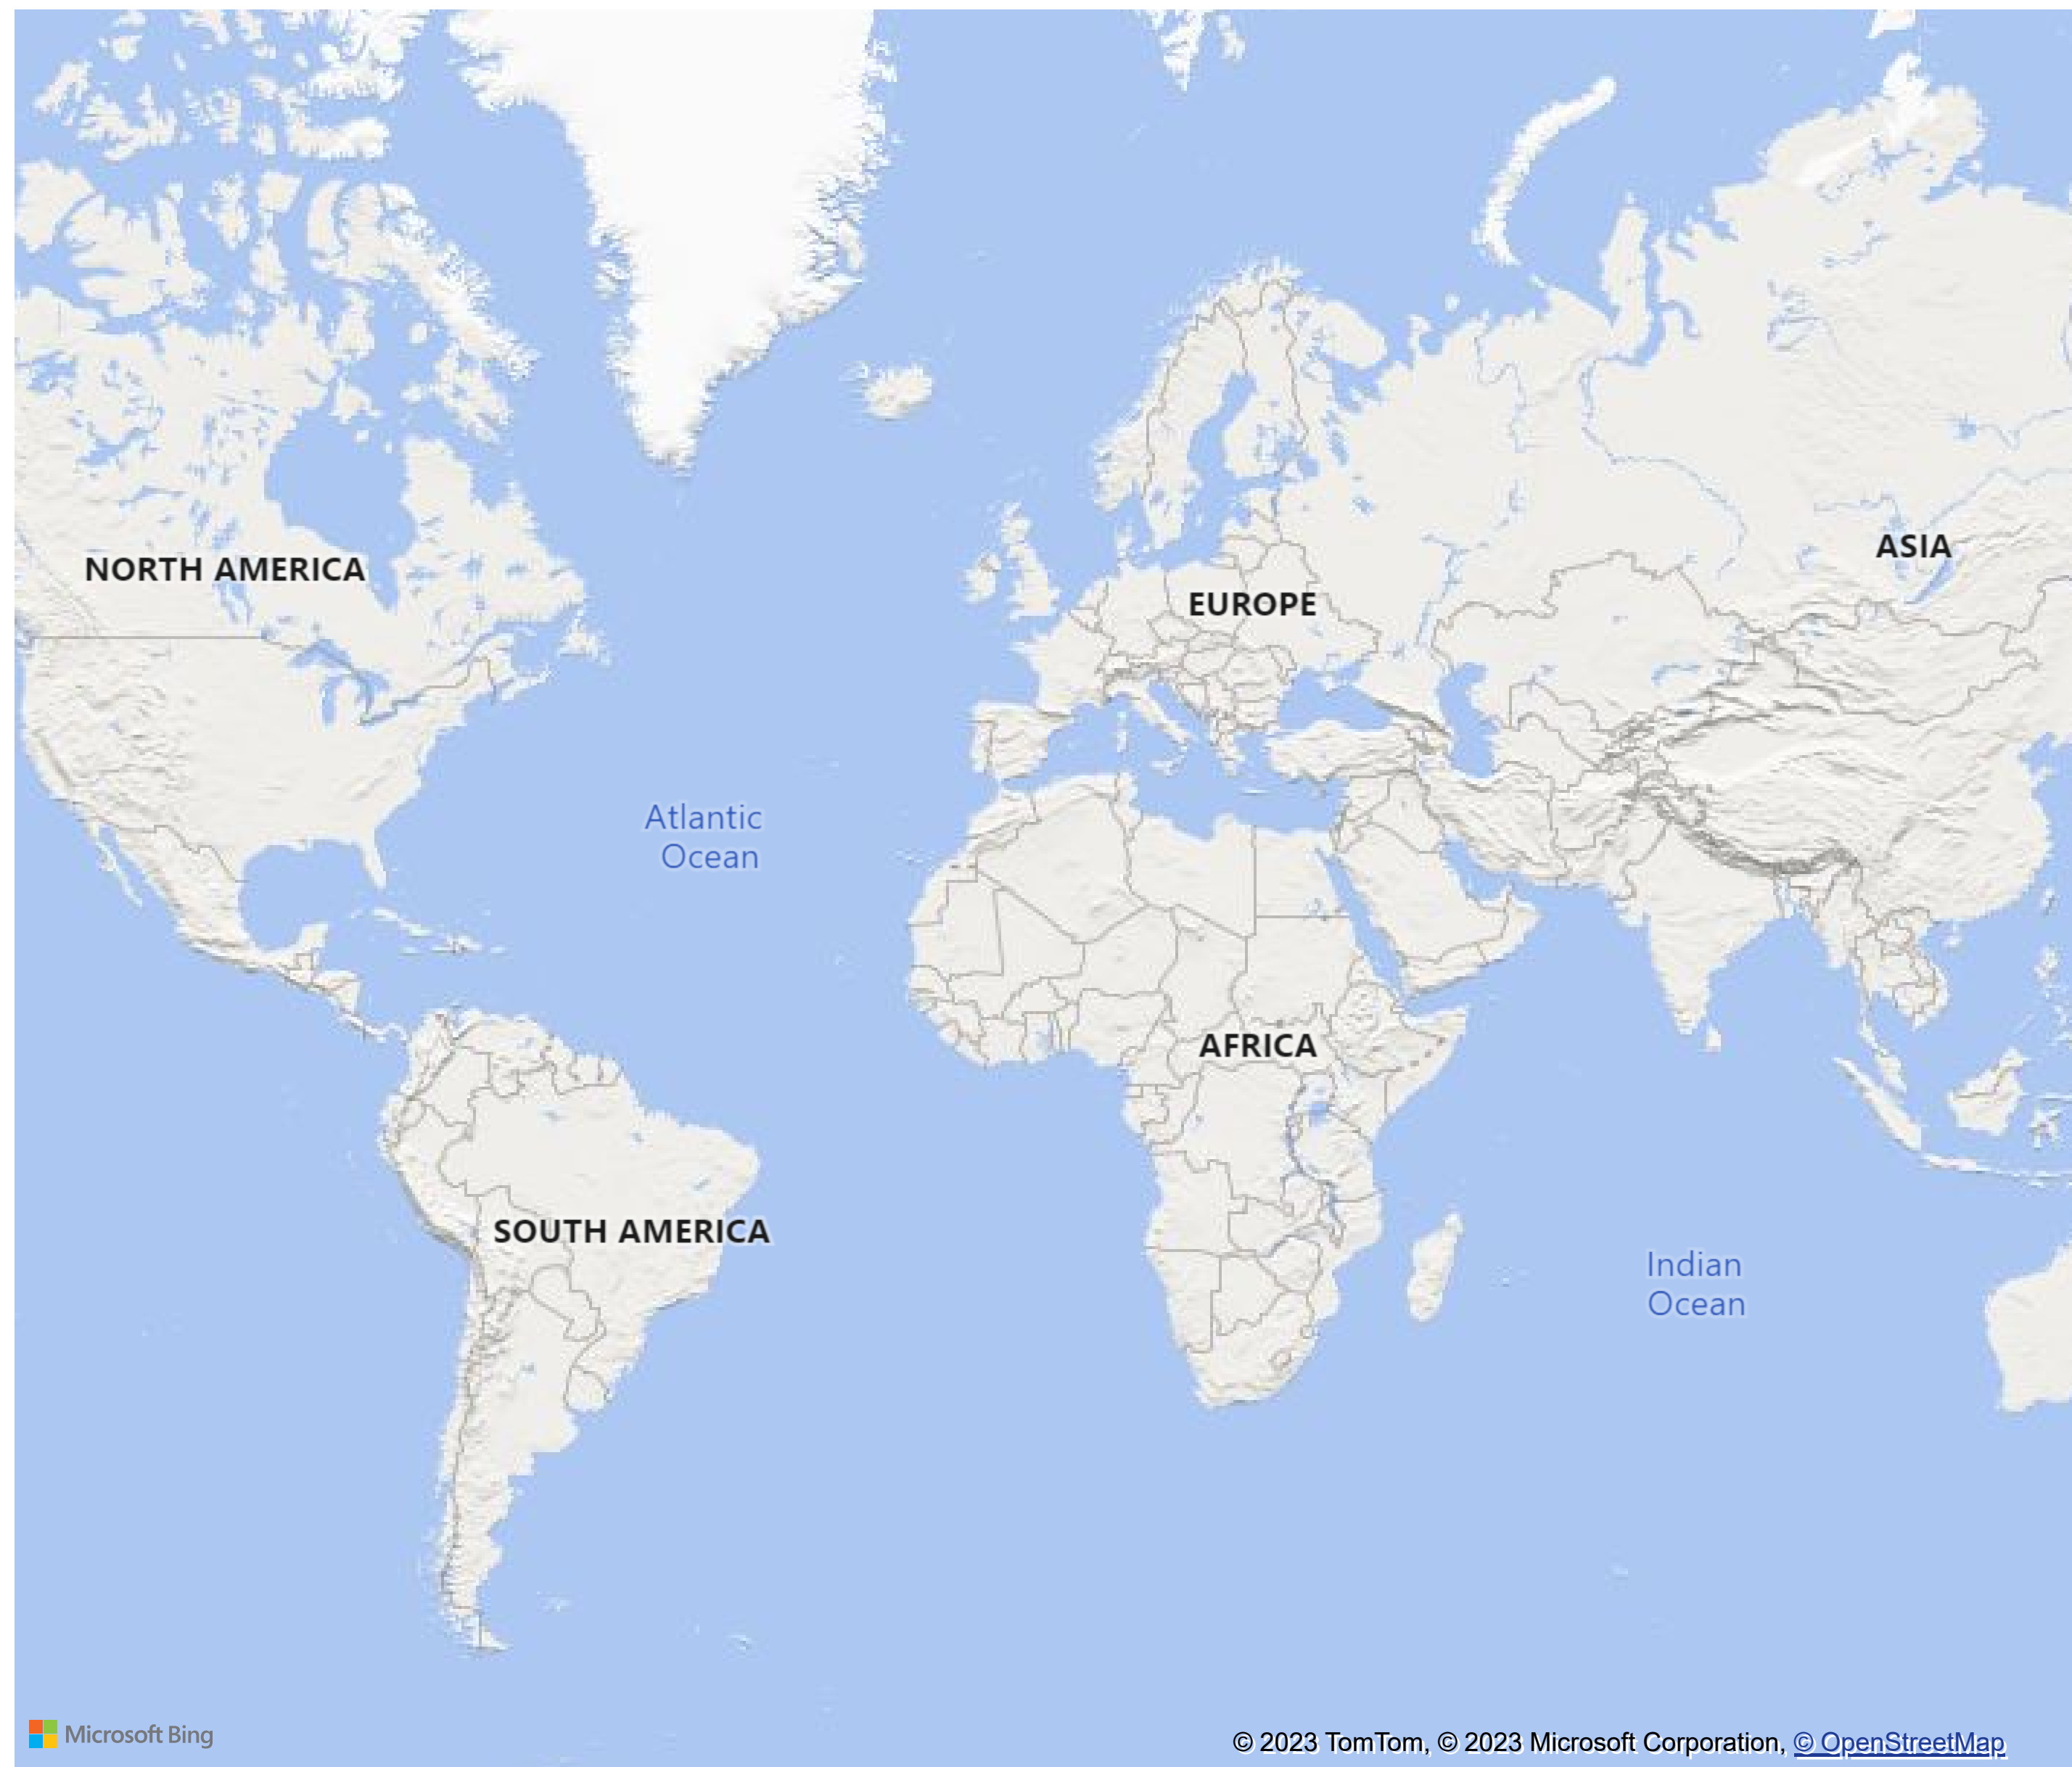 ASIA
NORTH AMERICA
EUROPE
Atlantic
Ocean
AFRICA
SOUTH AMERICA
Indian
Ocean
Microsoft Bing
© 2023 TomTom, © 2023 Microsoft Corporation, © OpenStreetMap